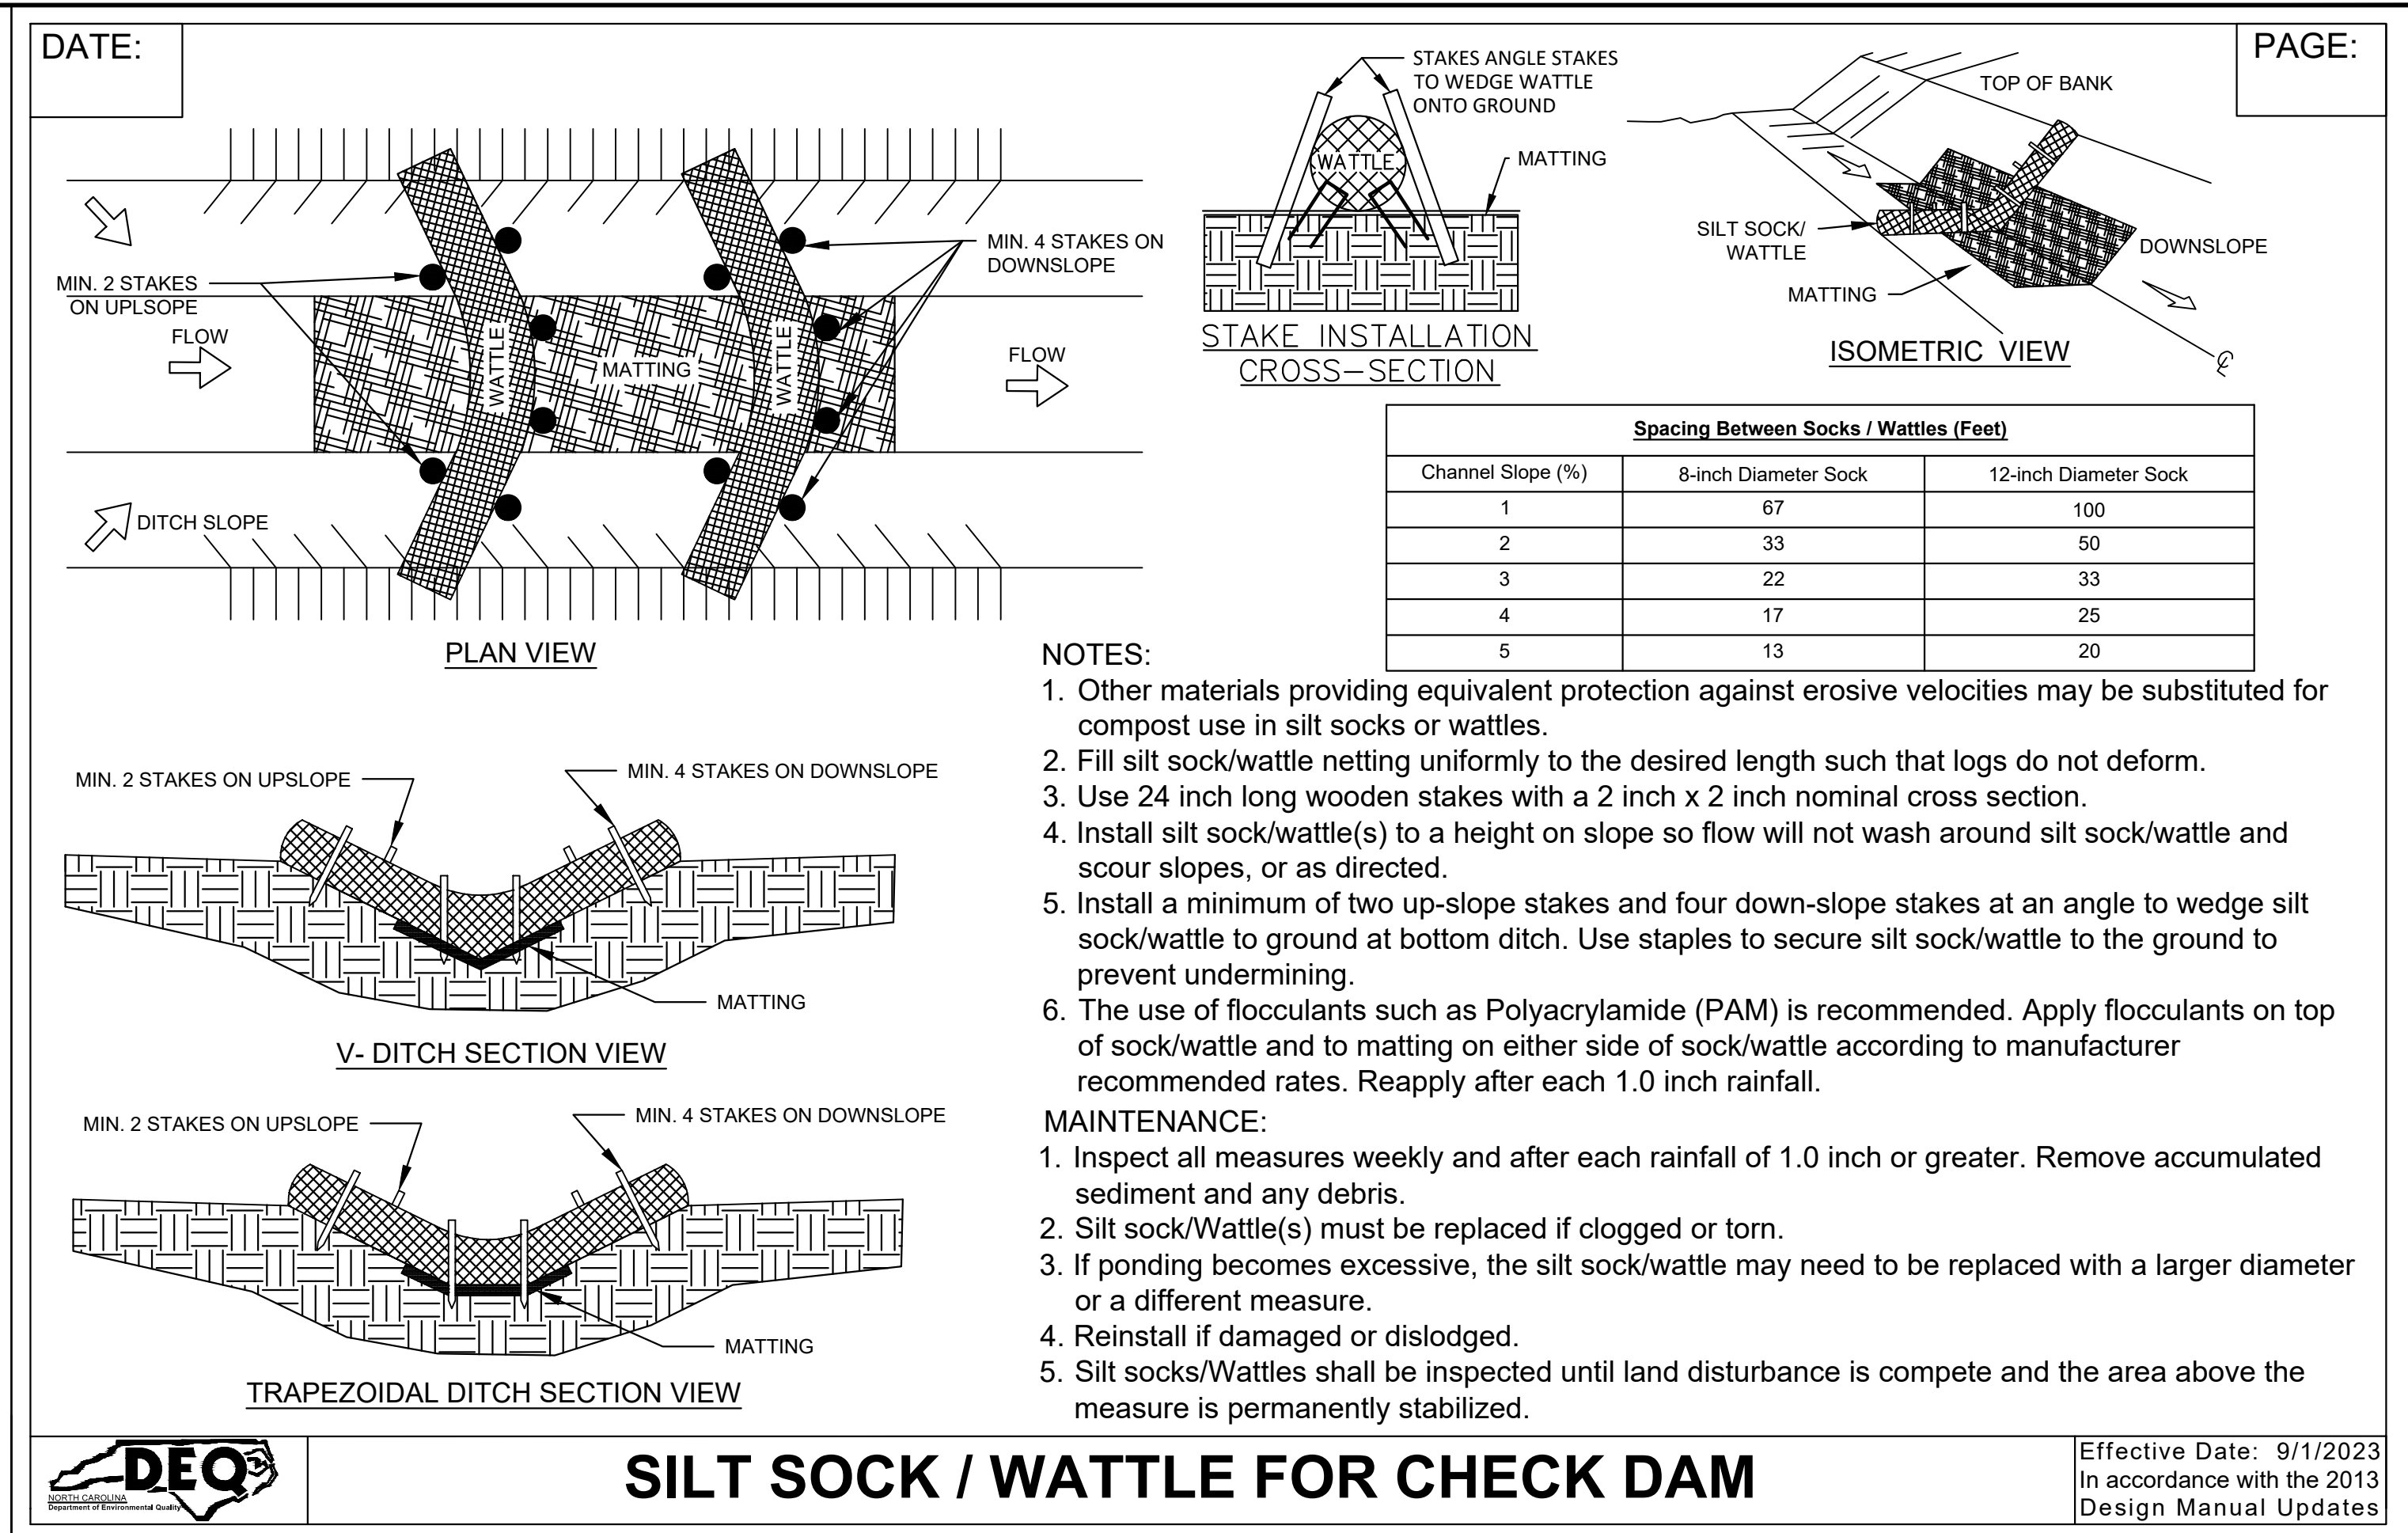 DATE:
PAGE:
MIN. 2 STAKES
ON UPLSOPE
FLOW
WATTLE
MATTING
WATTLE
MIN. 4 STAKES ON
DOWNSLOPE
FLOW
DITCH SLOPE
PLAN VIEW
STAKES ANGLE STAKES
TO WEDGE WATTLE
ONTO GROUND
WATTLE
MATTING
STAKE INSTALLATION
CROSS-SECTION
TOP OF BANK
SILT SOCK/
WATTLE
DOWNSLOPE
MATTING
ISOMETRIC VIEW
℄
Spacing Between Socks / Wattles (Feet)
Channel Slope (%) 8-inch Diameter Sock 12-inch Diameter Sock
1 67 100
2 33 50
3 22 33
4 17 25
5 13 20
MIN. 2 STAKES ON UPSLOPE
MIN. 4 STAKES ON DOWNSLOPE
MATTING
V- DITCH SECTION VIEW
MIN. 2 STAKES ON UPSLOPE
MIN. 4 STAKES ON DOWNSLOPE
MATTING
TRAPEZOIDAL DITCH SECTION VIEW
NOTES:
1. Other materials providing equivalent protection against erosive velocities may be substituted for
compost use in silt socks or wattles.
2. Fill silt sock/wattle netting uniformly to the desired length such that logs do not deform.
3. Use 24 inch long wooden stakes with a 2 inch x 2 inch nominal cross section.
4. Install silt sock/wattle(s) to a height on slope so flow will not wash around silt sock/wattle and
scour slopes, or as directed.
5. Install a minimum of two up-slope stakes and four down-slope stakes at an angle to wedge silt
sock/wattle to ground at bottom ditch. Use staples to secure silt sock/wattle to the ground to
prevent undermining.
6. The use of flocculants such as Polyacrylamide (PAM) is recommended. Apply flocculants on top
of sock/wattle and to matting on either side of sock/wattle according to manufacturer
recommended rates. Reapply after each 1.0 inch rainfall.
MAINTENANCE:
1. Inspect all measures weekly and after each rainfall of 1.0 inch or greater. Remove accumulated
sediment and any debris.
2. Silt sock/Wattle(s) must be replaced if clogged or torn.
3. If ponding becomes excessive, the silt sock/wattle may need to be replaced with a larger diameter
or a different measure.
4. Reinstall if damaged or dislodged.
5. Silt socks/Wattles shall be inspected until land disturbance is compete and the area above the
measure is permanently stabilized.
DEQ
NORTH CAROLINA
Department of Environmental Quality
SILT SOCK / WATTLE FOR CHECK DAM
Effective Date: 9/1/2023
In accordance with the 2013
Design Manual Updates